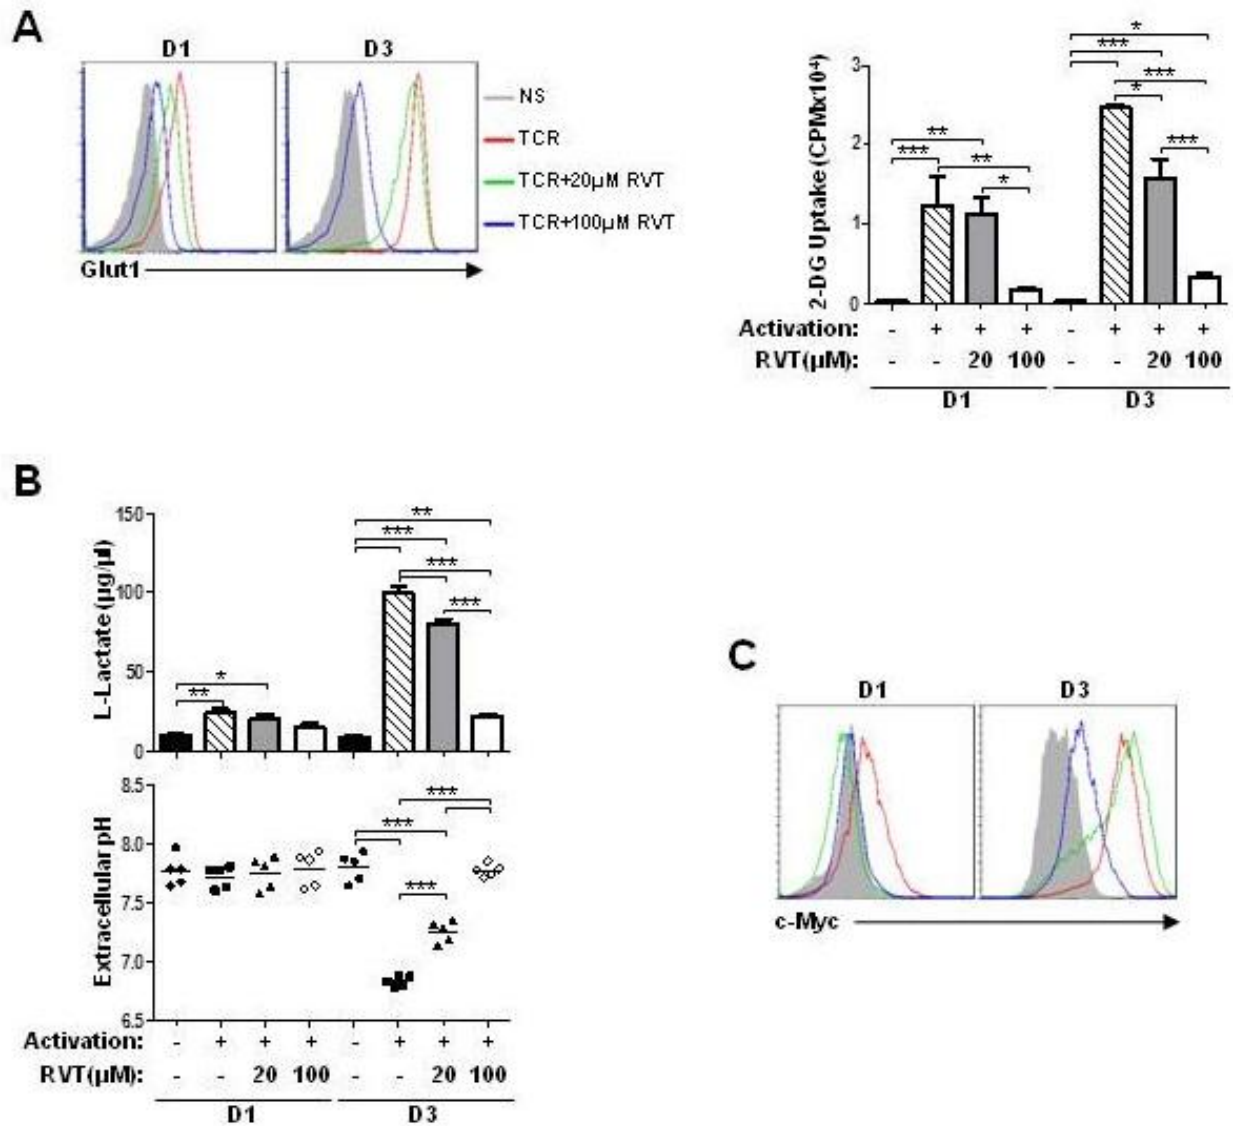 A
D1 D3
NS
TCR
TCR+20µM RVT
TCR+100µM RVT
Glut1
2-DG Uptake (CPMx10⁴)
3
2
1
0
*** ** ** *
* *** *** * ***
Activation: - + + + - + + +
RVT(µM): - - 20 100 - - 20 100
D1 D3
B
L-Lactate (µg/µl)
150
100
50
0
** *
** *** *** ***
Extracellular pH
8.5
8.0
7.5
7.0
6.5
*** *** ***
Activation: - + + + - + + +
RVT(µM): - - 20 100 - - 20 100
D1 D3
C
D1 D3
c-Myc